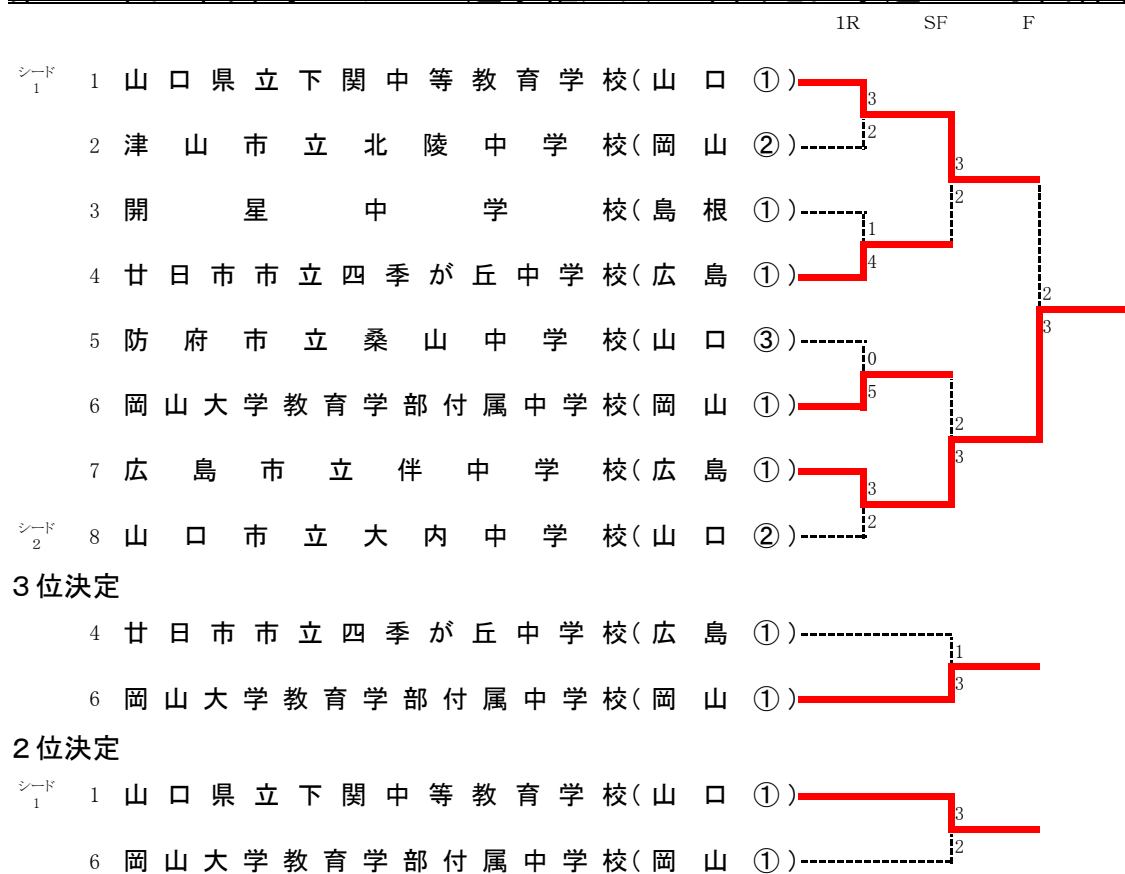 1R SF F
シード1 1 山口県立下関中等教育学校(山口 ①)
3
2 津山市立北陵中学校(岡山 ②)
2
3
3 開星中学校(島根 ①)
2
1
4 廿日市市立四季が丘中学校(広島 ①)
4
2
5 防府市立桑山中学校(山口 ③)
3
0
6 岡山大学教育学部付属中学校(岡山 ①)
5
2
7 広島市立伴中学校(広島 ①)
3
3
8 山口市立大内中学校(山口 ②)
シード2
2
3位決定
4 廿日市市立四季が丘中学校(広島 ①)
1
6 岡山大学教育学部付属中学校(岡山 ①)
3
2位決定
シード1 1 山口県立下関中等教育学校(山口 ①)
3
6 岡山大学教育学部付属中学校(岡山 ①)
2